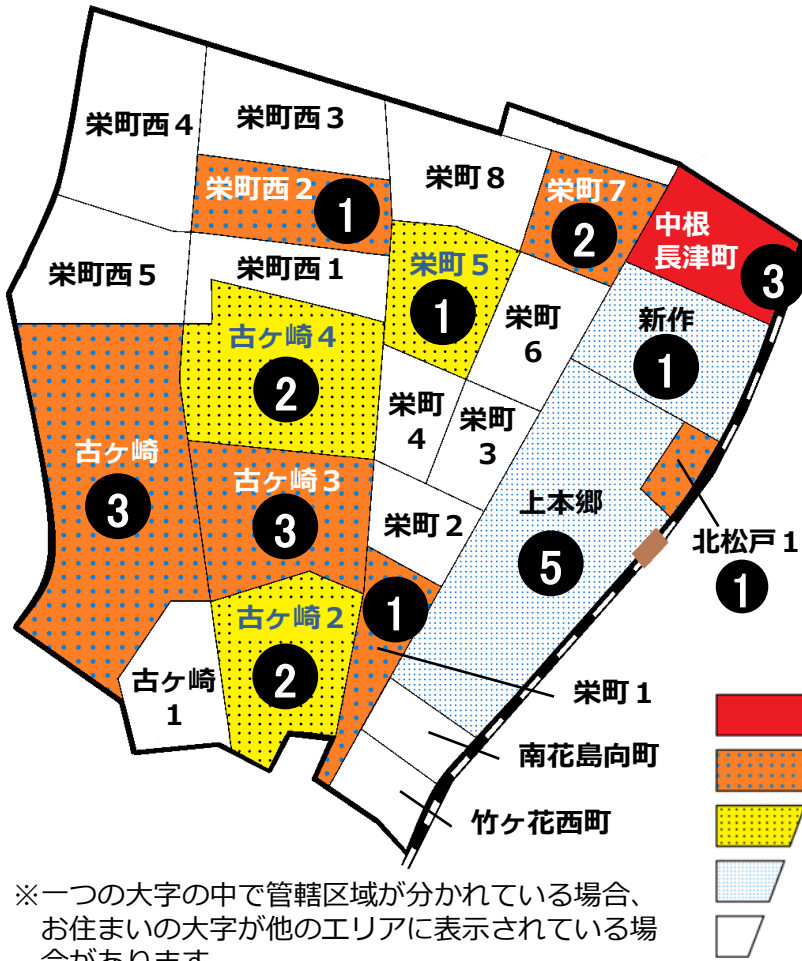 栄町西４
栄町西３
栄町西２
1
栄町８
栄町７
2
中根
長津町
3
栄町西５
栄町西１
栄町５
1
栄町
６
新作
1
古ヶ崎４
2
栄町
４
栄町
３
古ヶ崎
3
古ヶ崎３
3
栄町２
上本郷
5
北松戸１
1
古ヶ崎２
2
1
古ヶ崎
１
栄町１
南花島向町
竹ヶ花西町
※一つの大字の中で管轄区域が分かれている場合、
お住まいの大字が他のエリアに表示されている場
合があります